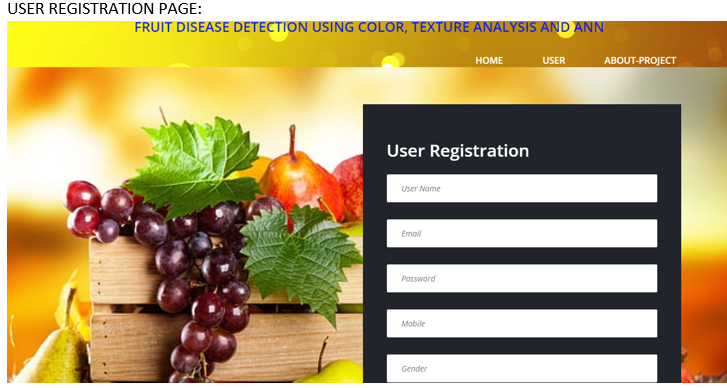 USER REGISTRATION PAGE:
FRUIT DISEASE DETECTION USING COLOR, TEXTURE ANALYSIS AND ANN
HOME USER ABOUT-PROJECT
User Registration
User Name
Email
Password
Mobile
Gender